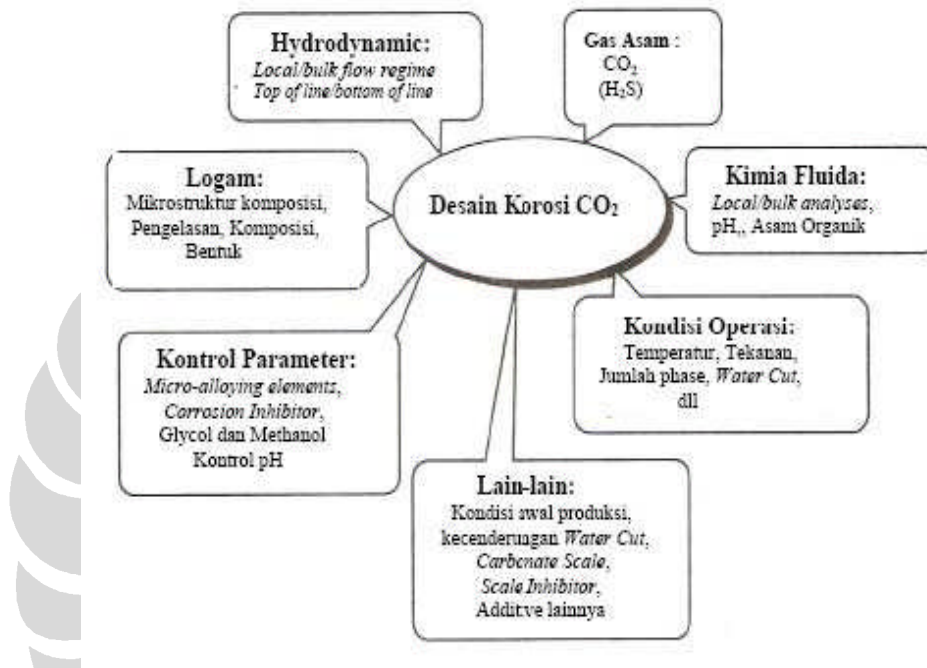 Hydrodynamic:
Local/bulk flow regime
Top of line/bottom of line
Gas Asam :
CO₂
(H₂S)
Logam:
Mikrostruktur komposisi,
Pengelasan, Komposisi,
Bentuk
Desain Korosi CO₂
Kimia Fluida:
Local/bulk analyses,
pH,, Asam Organik
Kontrol Parameter:
Micro-alloying elements,
Corrosion Inhibitor,
Glycol dan Methanol
Kontrol pH
Kondisi Operasi:
Temperatur, Tekanan,
Jumlah phase, Water Cut,
dll
Lain-lain:
Kondisi awal produksi,
kecenderungan Water Cut,
Carbonate Scale,
Scale Inhibitor,
Additve lainnya